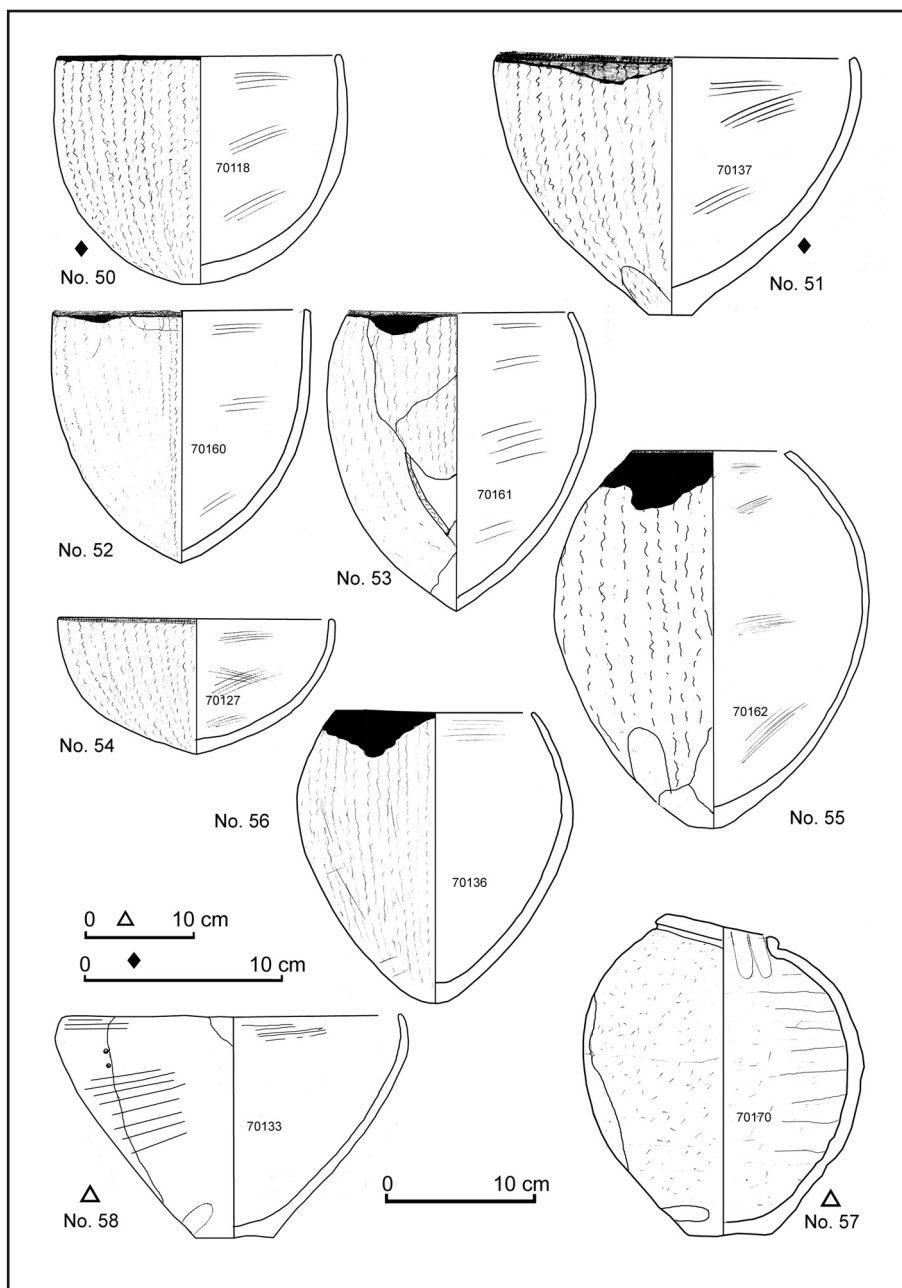 70118
70137
No. 50
No. 51
70160
70161
No. 52
No. 53
70127
70162
No. 54
No. 56
No. 55
70136
0 △ 10 cm
0 ◆ 10 cm
70133
70170
0 10 cm
No. 58
No. 57